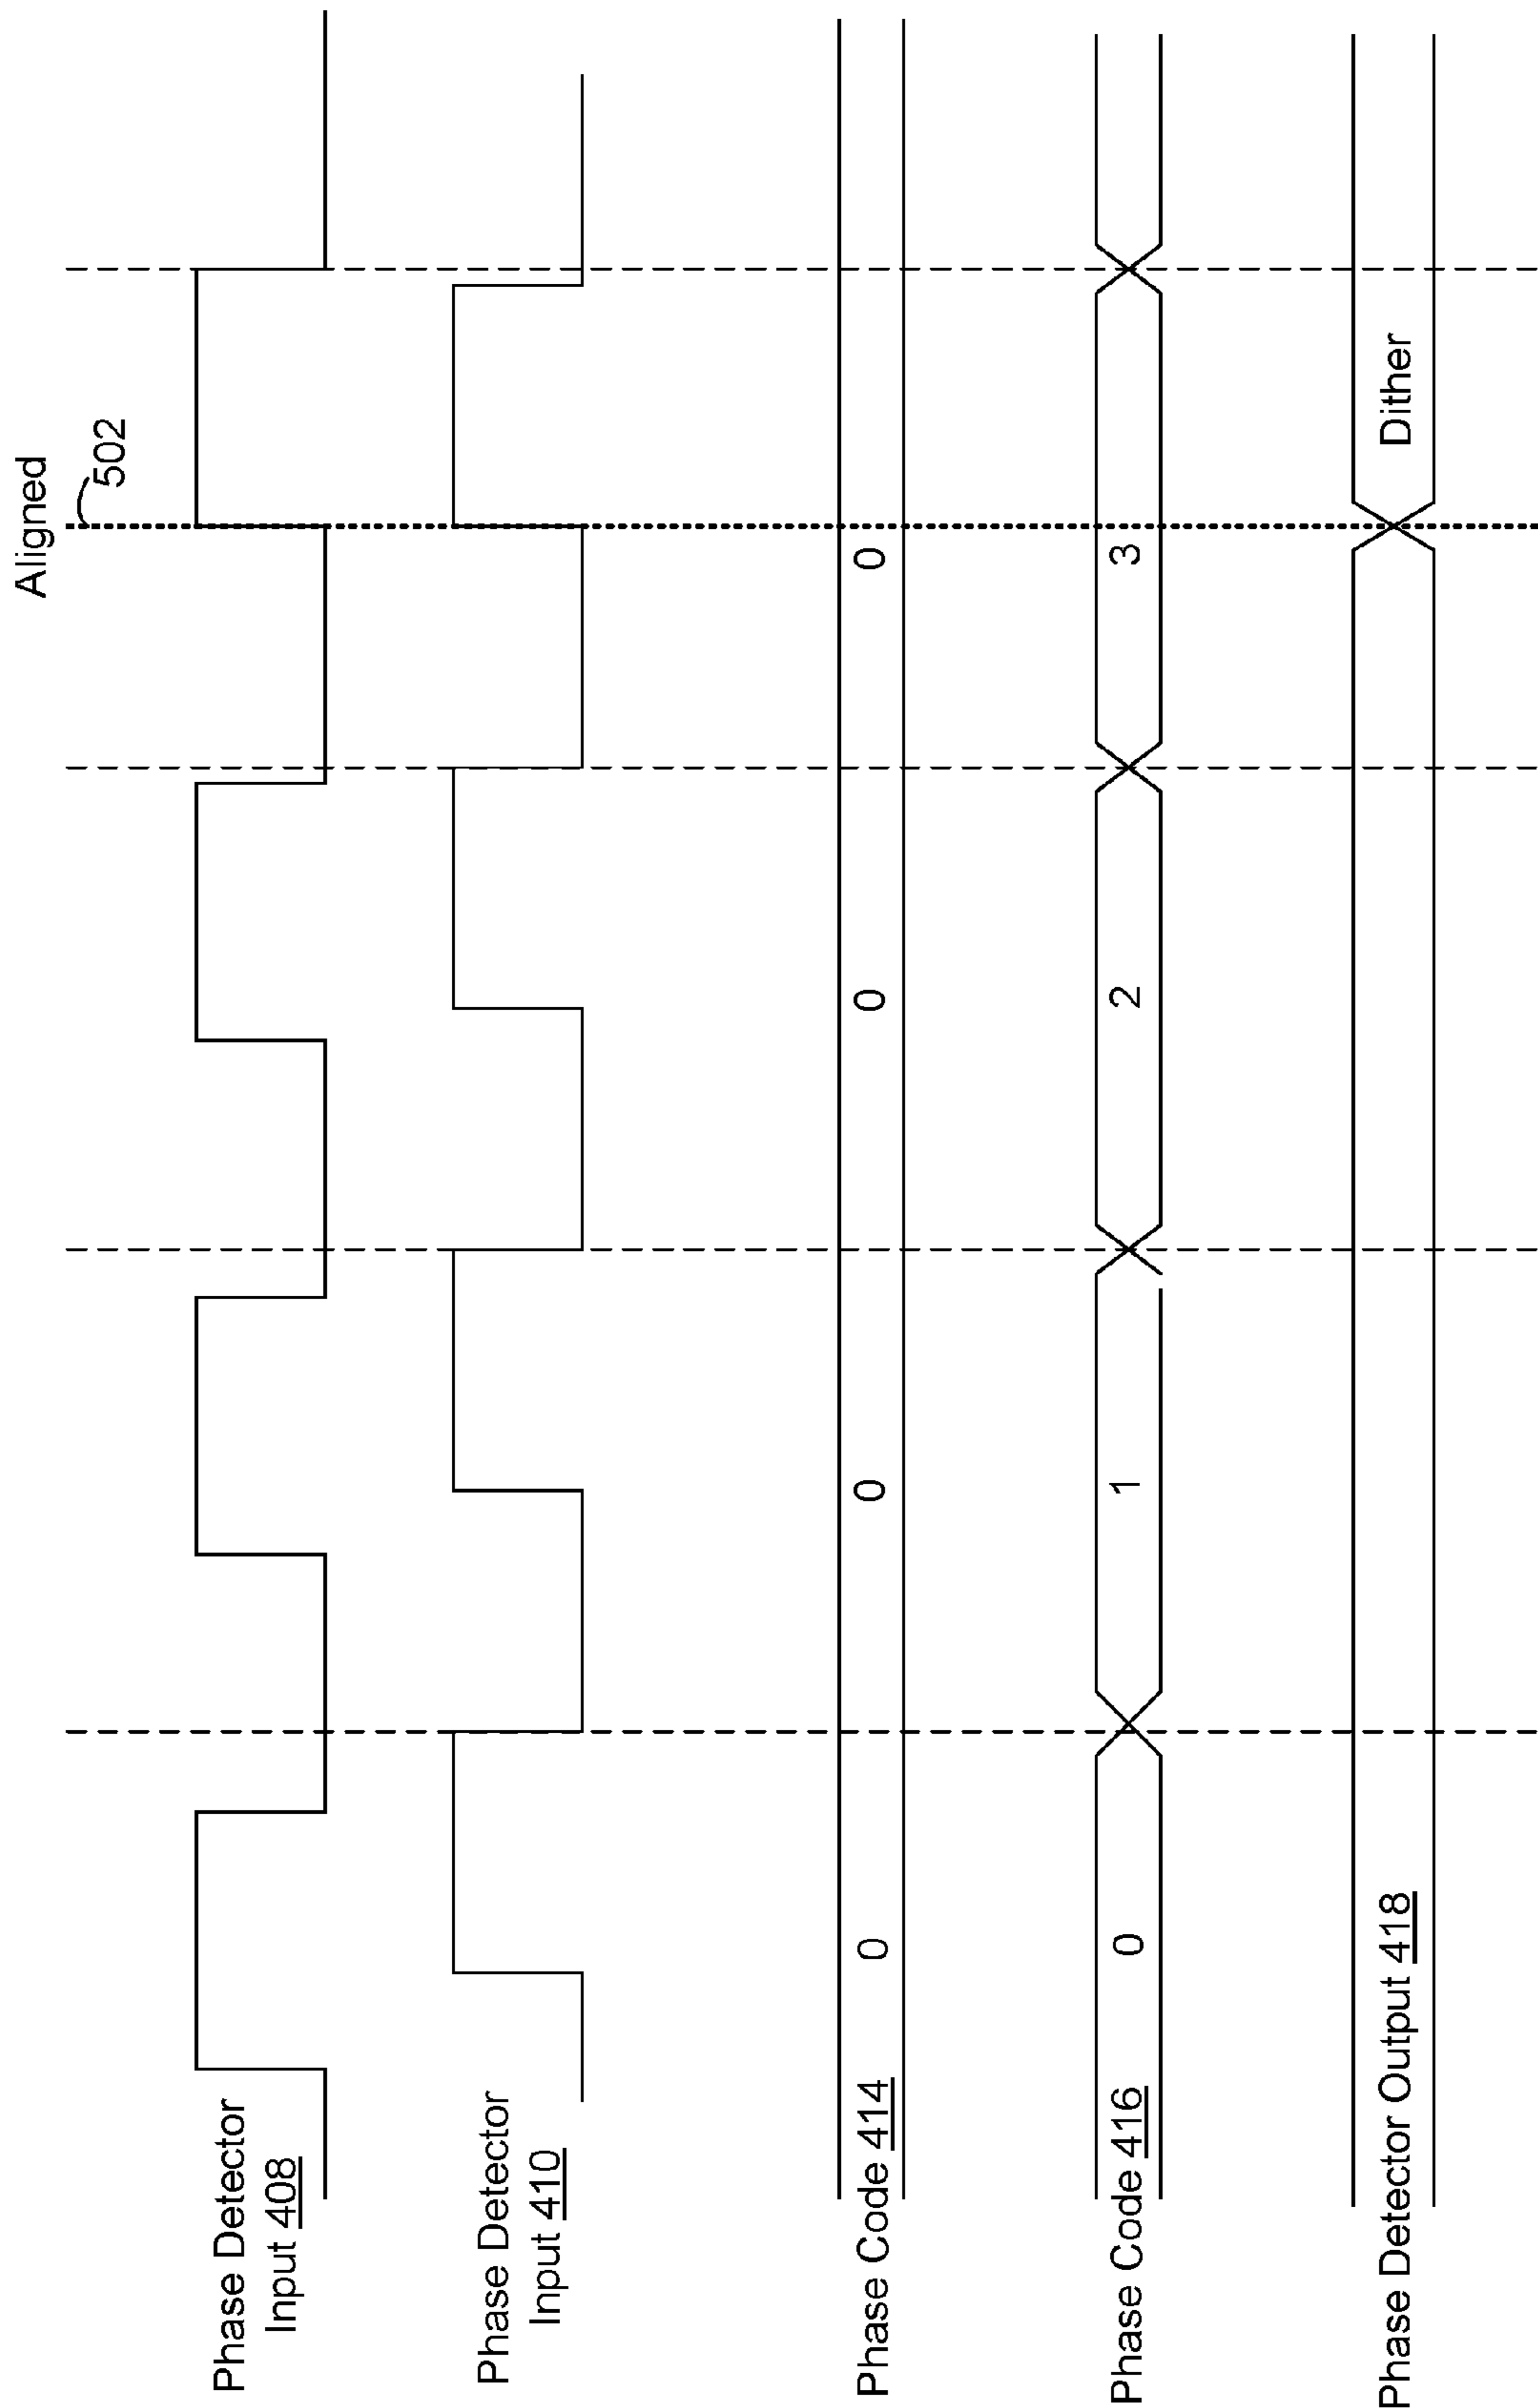 Aligned
502
Phase Detector
Input 408
Phase Detector
Input 410
Phase Code 414 0 0 0 0
Phase Code 416 0 1 2 3
Phase Detector Output 418 Dither